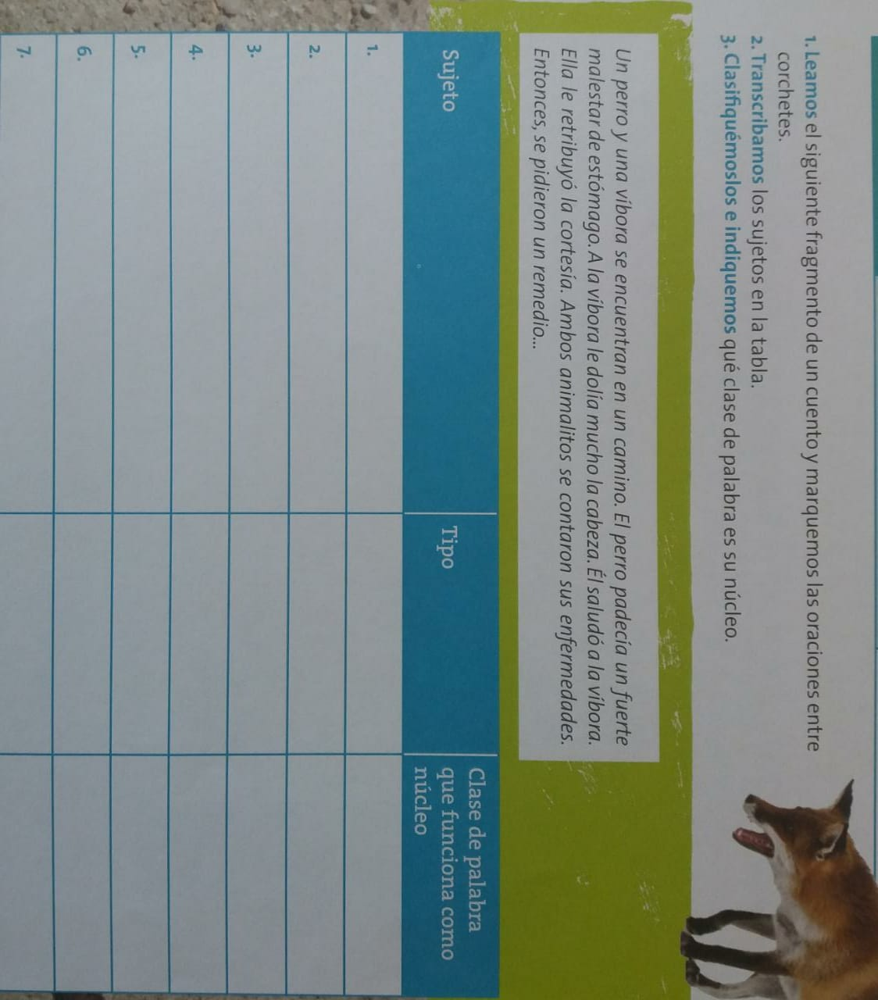 1. Leamos el siguiente fragmento de un cuento y marquemos las oraciones entre
corchetes.
2. Transcribamos los sujetos en la tabla.
3. Clasifiquémoslos e indiquemos qué clase de palabra es su núcleo.
Un perro y una víbora se encuentran en un camino. El perro padecía un fuerte
malestar de estómago. A la víbora le dolía mucho la cabeza. Él saludó a la víbora.
Ella le retribuyó la cortesía. Ambos animalitos se contaron sus enfermedades.
Entonces, se pidieron un remedio...
Sujeto
Tipo
Clase de palabra
que funciona como
núcleo
1.
2.
3.
4.
5.
6.
7.